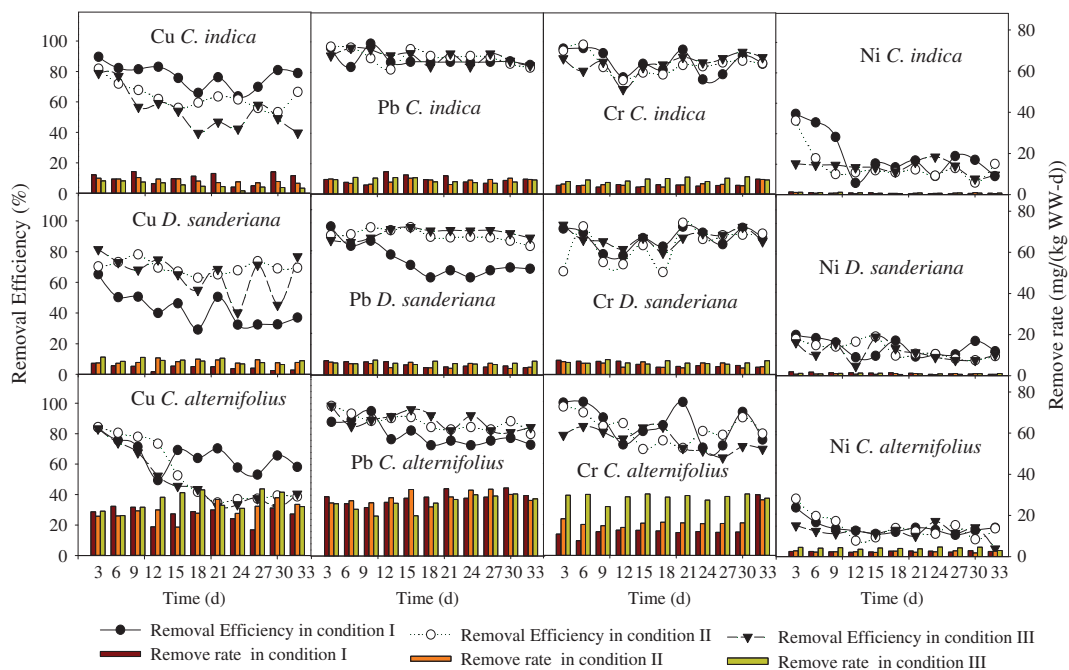 Cu C. indica
Pb C. indica
Cr C. indica
Ni C. indica
100
80
60
40
20
0
80
60
40
20
0
Removal Efficiency (%)
Remove rate (mg/(kg WW-d)
Cu D. sanderiana
Pb D. sanderiana
Cr D. sanderiana
Ni D. sanderiana
100
80
60
40
20
0
80
60
40
20
0
Cu C. alternifolius
Pb C. alternifolius
Cr C. alternifolius
Ni C. alternifolius
100
80
60
40
20
0
80
60
40
20
0
3 6 9 12 15 18 21 24 27 30 33
3 6 9 12 15 18 21 24 27 30 33
3 6 9 12 15 18 21 24 27 30 33
3 6 9 12 15 18 21 24 27 30 33
Time (d)
Time (d)
Time (d)
Time (d)
Removal Efficiency in condition I
Removal Efficiency in condition II
Removal Efficiency in condition III
Remove rate in condition I
Remove rate in condition II
Remove rate in condition III